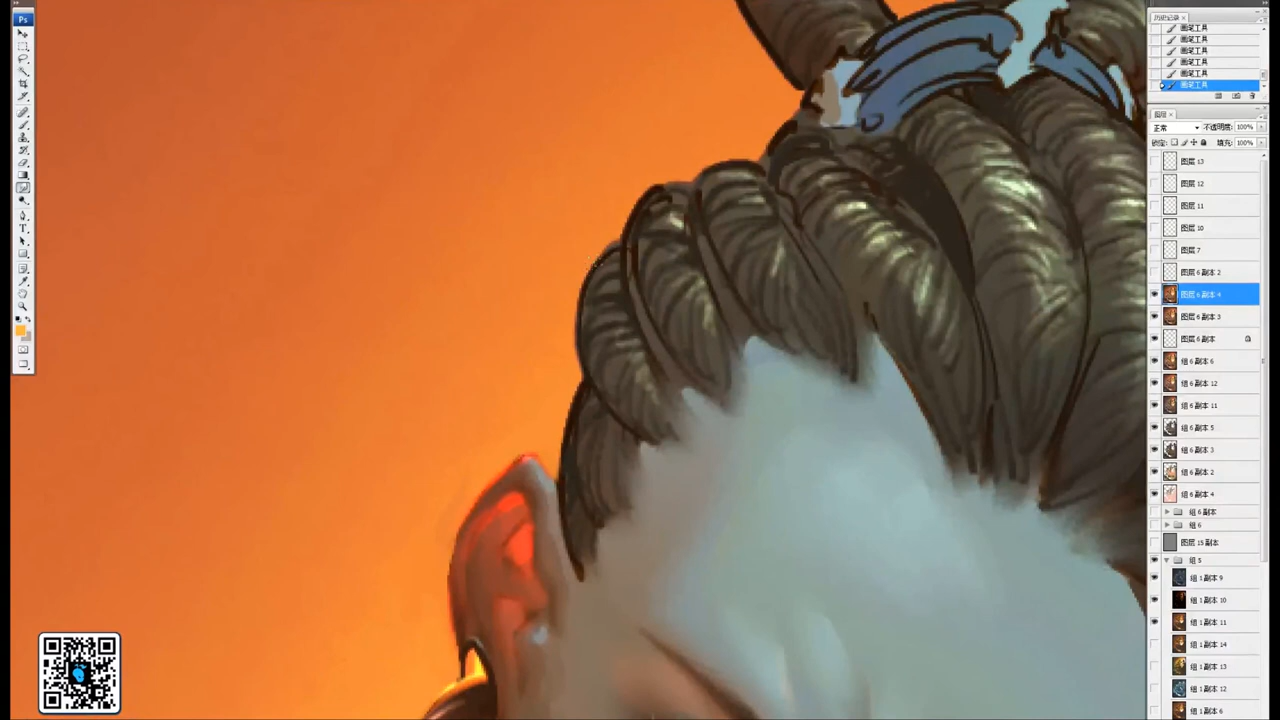 Ps
历史记录
画笔工具
画笔工具
画笔工具
画笔工具
画笔工具
画笔工具
图层
正常
不透明度: 100%
锁定:
填充: 100%
图层 13
图层 12
图层 11
图层 10
图层 7
图层 6 副本 2
图层 6 副本 4
图层 6 副本 3
图层 6 副本
组 6 副本 6
组 6 副本 12
组 6 副本 11
组 6 副本 5
组 6 副本 3
组 6 副本 2
组 6 副本 4
组 6 副本
组 6
图层 15 副本
组 5
组 1 副本 9
组 1 副本 10
组 1 副本 11
组 1 副本 14
组 1 副本 13
组 1 副本 12
组 1 副本 6